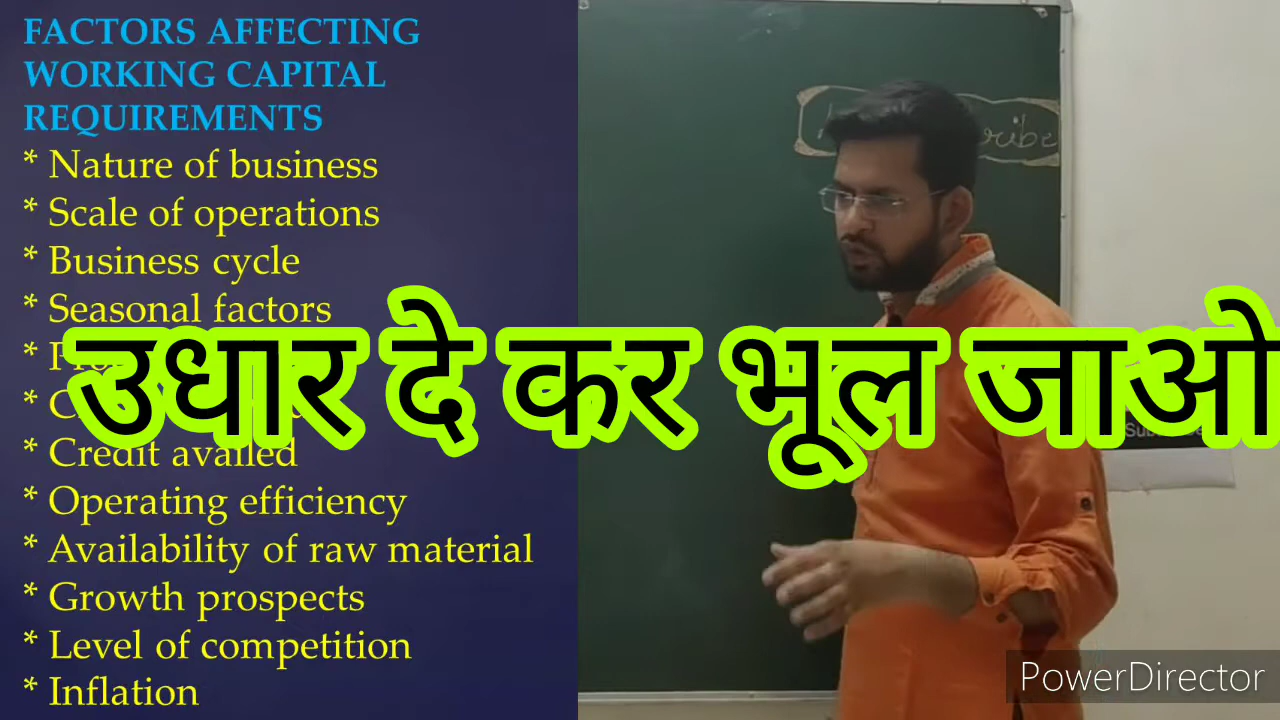 FACTORS AFFECTING
WORKING CAPITAL
REQUIREMENTS
* Nature of business
* Scale of operations
* Business cycle
* Seasonal factors
*
*
* Credit availed
* Operating efficiency
* Availability of raw material
* Growth prospects
* Level of competition
* Inflation
उधार दे कर भूल जाओ
PowerDirector